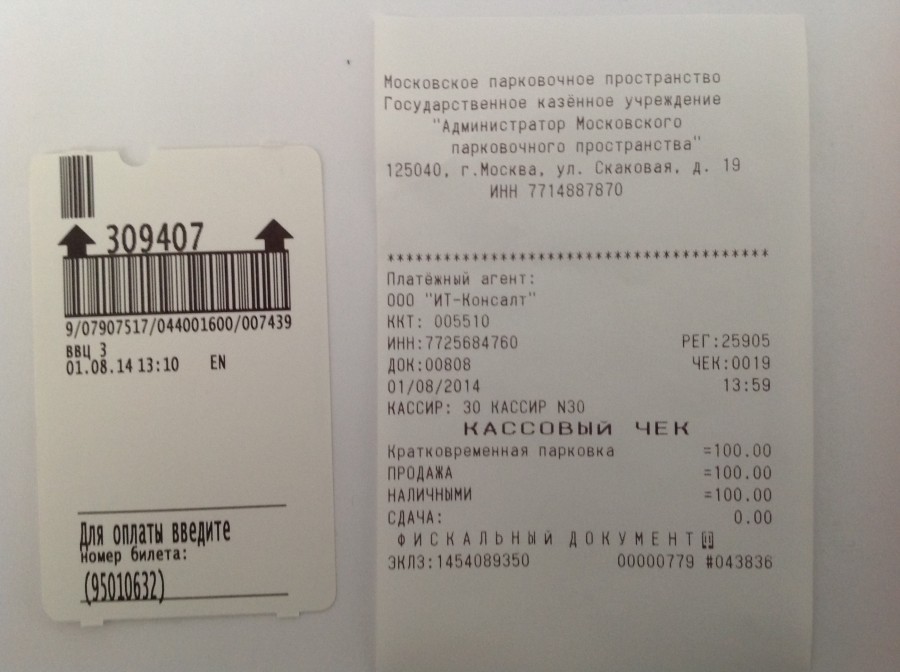 309407
9/07907517/044001600/007439
ВВЦ 3
01.08.14 13:10 EN
Для оплаты введите
номер билета:
(95010632)
Московское парковочное пространство
Государственное казённое учреждение
"Администратор Московского
парковочного пространства"
125040, г.Москва, ул. Скаковая, д. 19
ИНН 7714887870
****************************************
Платёжный агент:
ООО "ИТ-Консалт"
ККТ: 005510
ИНН:7725684760 РЕГ:25905
ДОК:00808 ЧЕК:0019
01/08/2014 13:59
КАССИР: 30 КАССИР N30
КАССОВЫЙ ЧЕК
Кратковременная парковка =100.00
ПРОДАЖА =100.00
НАЛИЧНЫМИ =100.00
СДАЧА: 0.00
ФИСКАЛЬНЫЙ ДОКУМЕНТ
ЭКЛЗ:1454089350 00000779 #043836